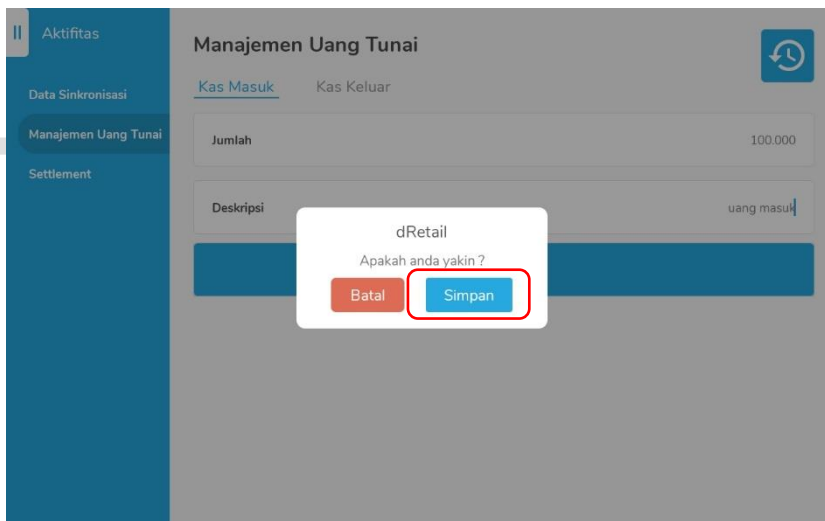 Aktifitas
Data Sinkronisasi
Manajemen Uang Tunai
Settlement
Manajemen Uang Tunai
Kas Masuk Kas Keluar
Jumlah 100.000
Deskripsi uang masuk
dRetail
Apakah anda yakin ?
Batal Simpan